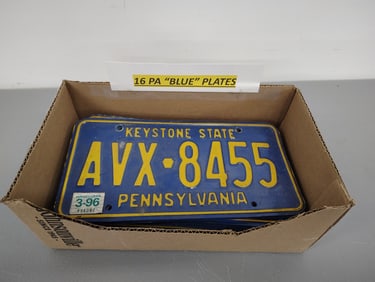 16 PA "BLUE" PLATES
KEYSTONE STATE
AVX 8455
3-96
PENNSYLVANIA